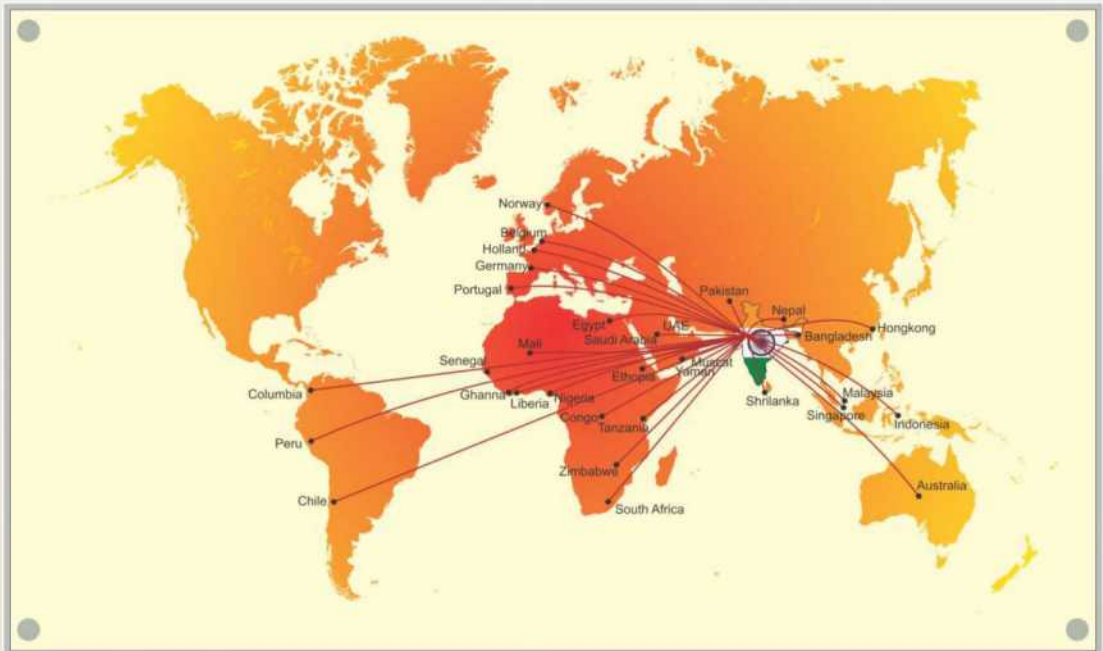 Norway
Belgium
Holland
Germany
Portugal
Pakistan
Nepal
Egypt
UAE
Hongkong
Saudi Arabia
Bangladesh
Mali
Senegal
Muscat
Yaman
Ethopia
Columbia
Ghanna
Liberia
Nigeria
Shrilanka
Malaysia
Singapore
Indonesia
Congo
Tanzania
Peru
Zimbabwe
Australia
Chile
South Africa